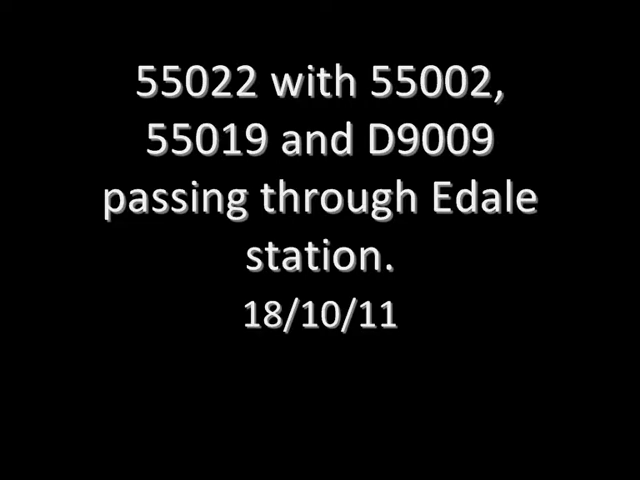 55022 with 55002,
55019 and D9009
passing through Edale
station.
18/10/11